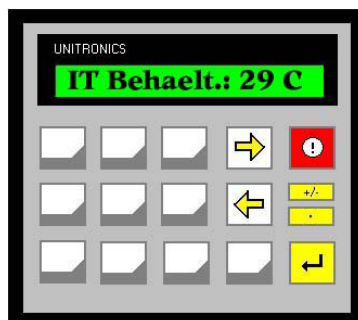 UNITRONICS
IT Behaelt.: 29 C
!
+/-
.